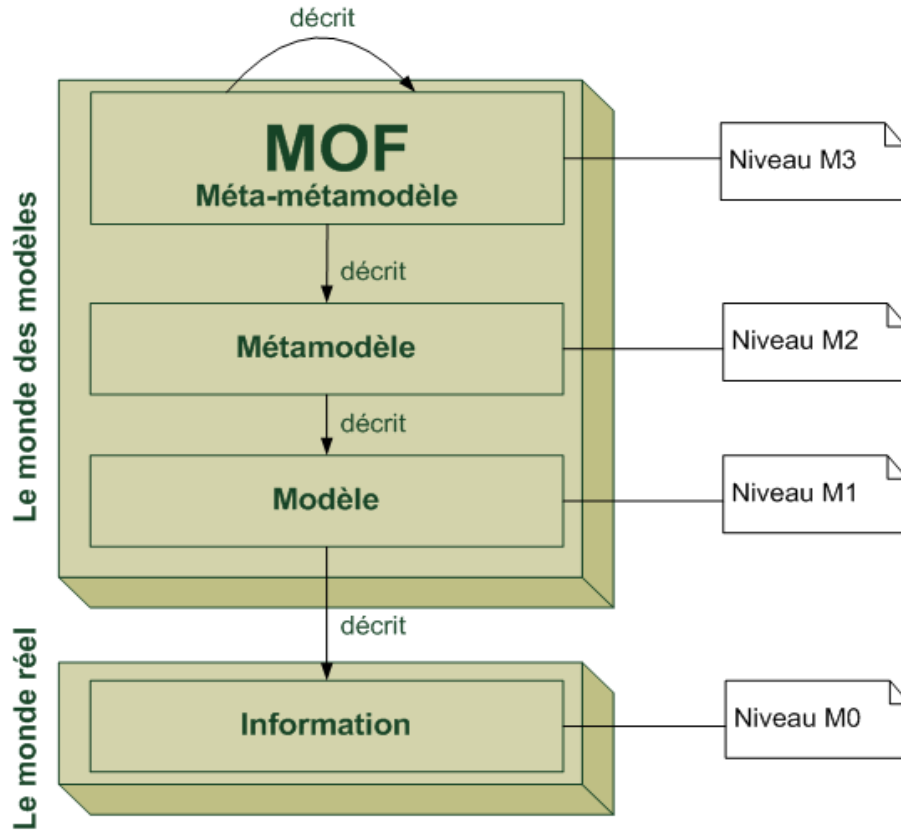 décrit
MOF
Méta-métamodèle
Niveau M3
décrit
Métamodèle
Niveau M2
décrit
Modèle
Niveau M1
Le monde des modèles
décrit
Information
Niveau M0
Le monde réel